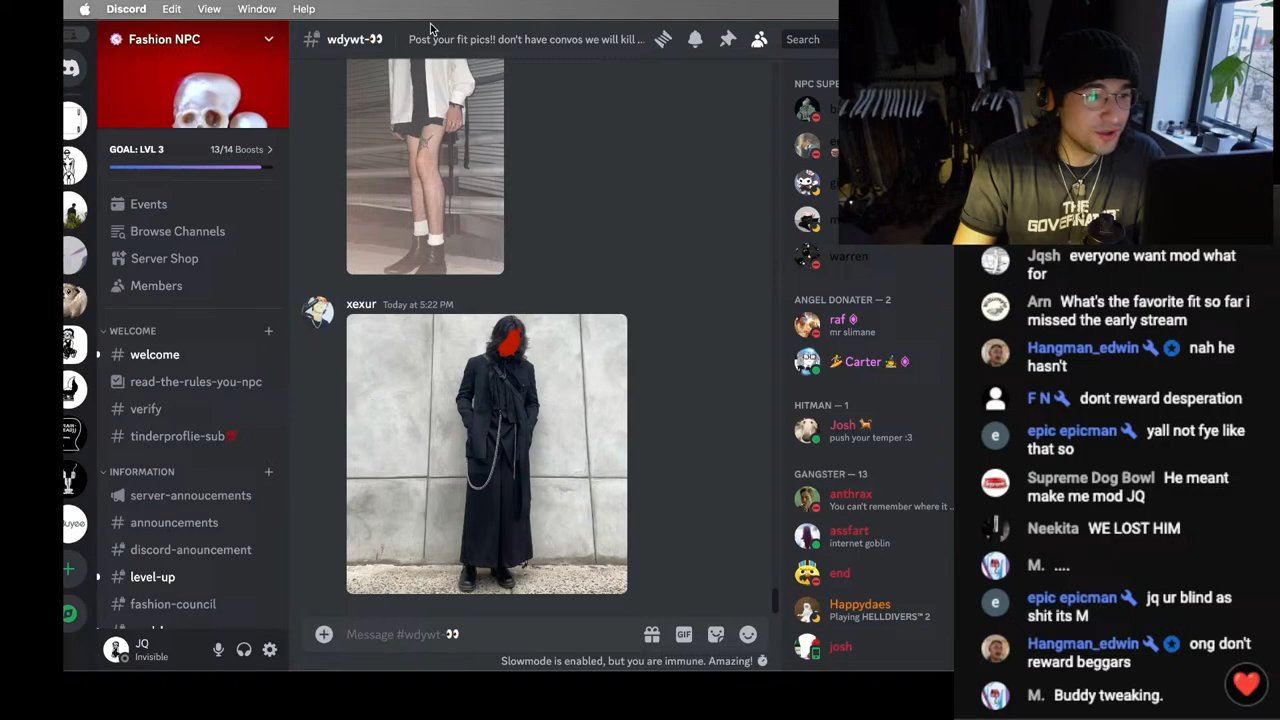 Discord Edit View Window Help
Fashion NPC
GOAL: LVL 3 13/14 Boosts
Events
Browse Channels
Server Shop
Members
WELCOME
welcome
read-the-rules-you-npc
verify
tinderproflie-sub
INFORMATION
server-annoucements
announcements
discord-anouncement
level-up
fashion-council
JQ
Invisible
wdywt-👀 Post your fit pics!! don't have convos we will kill ...
Search
xexur Today at 5:22 PM
Message #wdywt-👀
GIF
Slowmode is enabled, but you are immune. Amazing!
NPC SUPE
warren
ANGEL DONATER — 2
raf
mr slimane
Carter
HITMAN — 1
Josh
push your temper :3
GANGSTER — 13
anthrax
You can't remember where it ...
assfart
internet goblin
end
Happydaes
Playing HELLDIVERS™ 2
josh
THE
Jqsh everyone want mod what
for
Arn What's the favorite fit so far i
missed the early stream
Hangman_edwin nah he
hasn't
F N dont reward desperation
epic epicman yall not fye like
that so
Supreme Dog Bowl He meant
make me mod JQ
Neekita WE LOST HIM
M. ....
epic epicman jq ur blind as
shit its M
Hangman_edwin ong don't
reward beggars
M. Buddy tweaking.